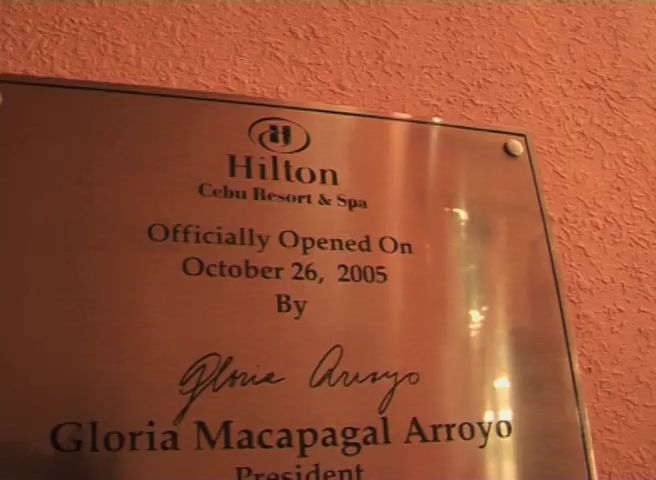 H
Hilton
Cebu Resort & Spa
Officially Opened On
October 26, 2005
By
Gloria Arroyo
Gloria Macapagal Arroyo
President